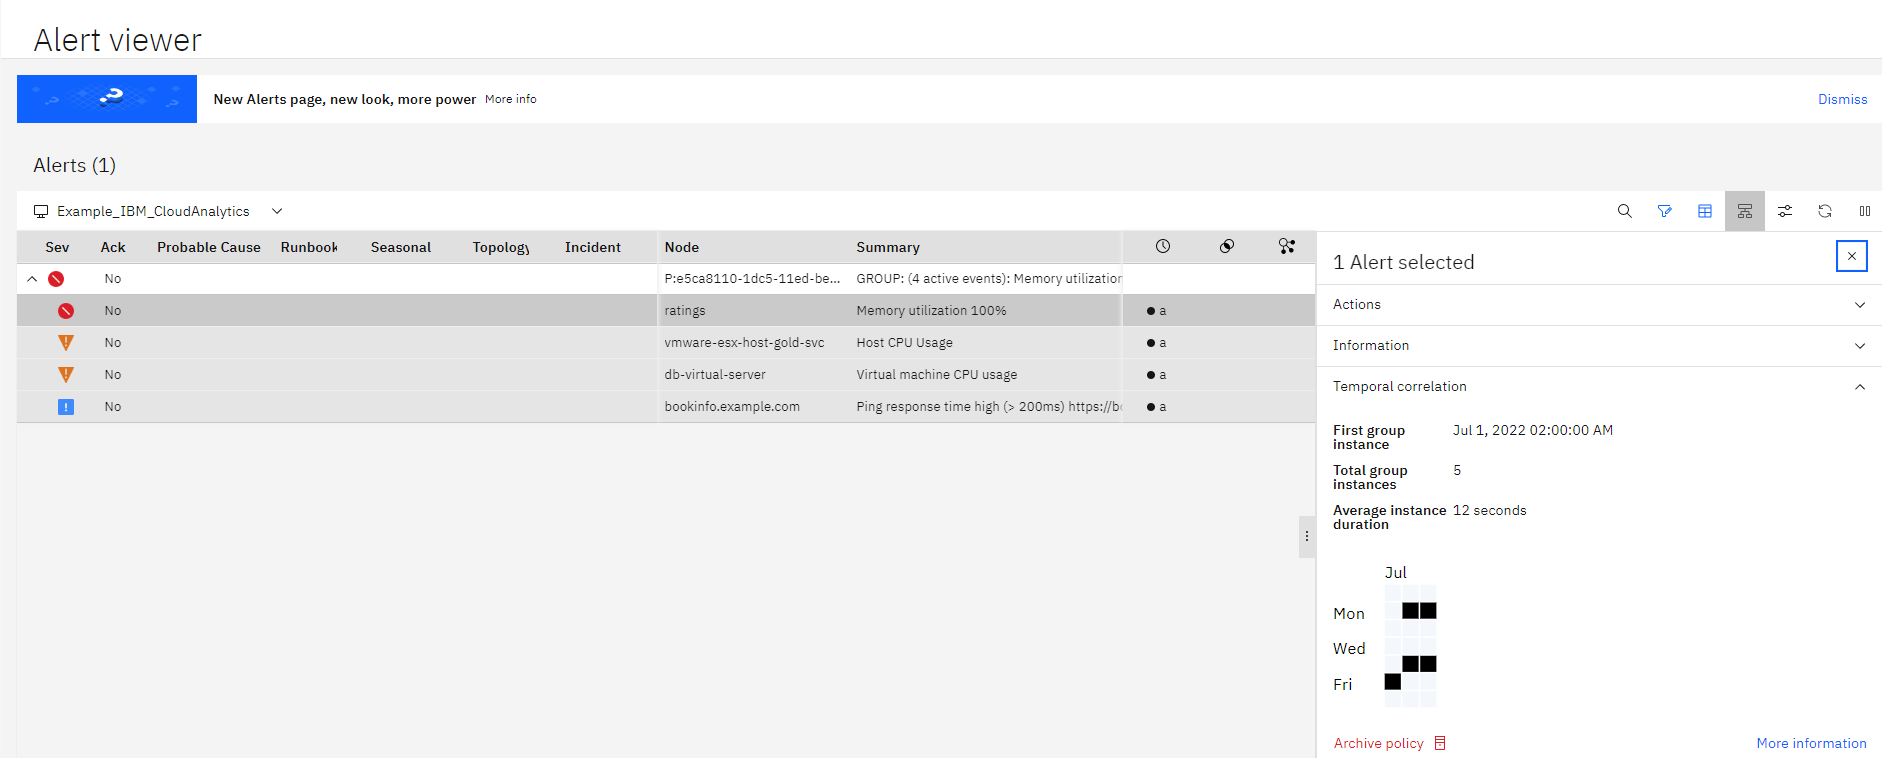 Alert viewer
New Alerts page, new look, more power More info Dismiss
Alerts (1)
Example_IBM_CloudAnalytics
Sev Ack Probable Cause Runbook Seasonal Topology Incident Node Summary
No P:e5ca8110-1dc5-11ed-be... GROUP: (4 active events): Memory utilization
No ratings Memory utilization 100% a
No vmware-esx-host-gold-svc Host CPU Usage a
No db-virtual-server Virtual machine CPU usage a
No bookinfo.example.com Ping response time high (> 200ms) https://bo a
1 Alert selected
Actions
Information
Temporal correlation
First group instance Jul 1, 2022 02:00:00 AM
Total group instances 5
Average instance duration 12 seconds
Jul
Mon
Wed
Fri
Archive policy More information